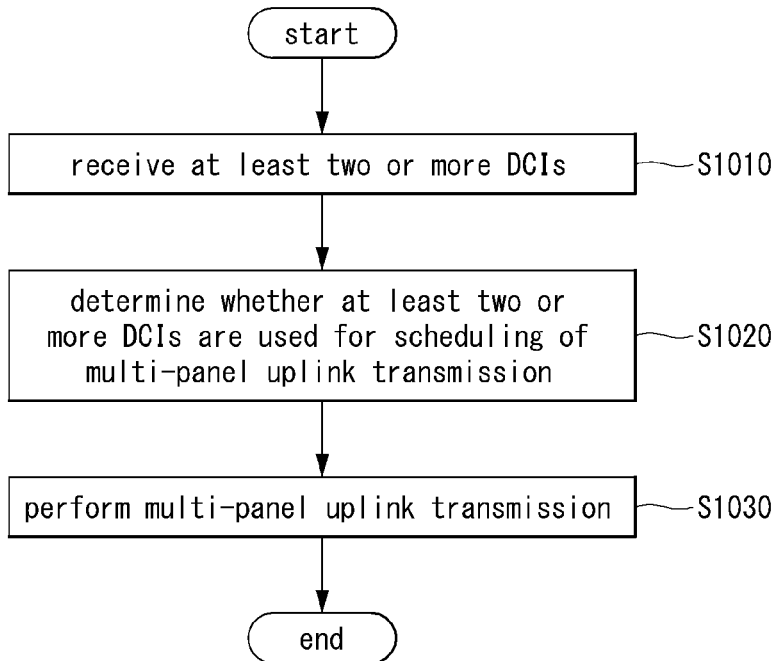 start
receive at least two or more DCIs
S1010
determine whether at least two or
more DCIs are used for scheduling of
multi-panel uplink transmission
S1020
perform multi-panel uplink transmission
S1030
end